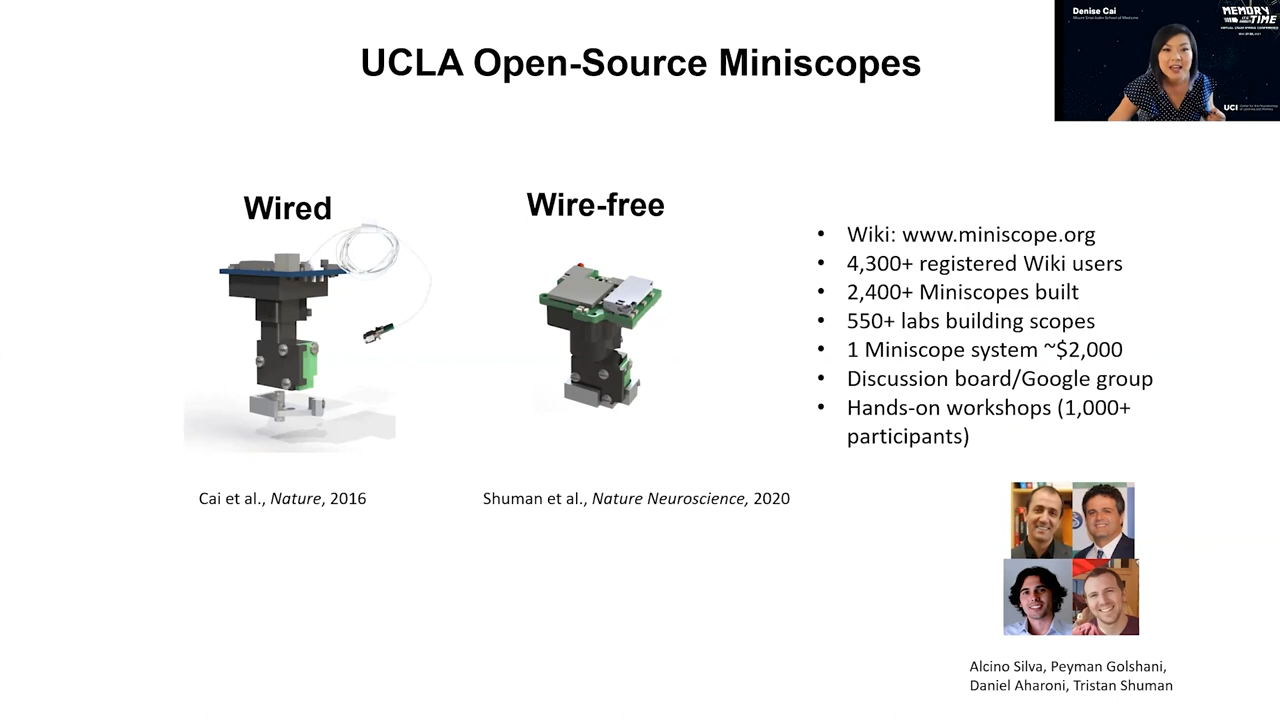 Denise Cai
MEMORY
TIME
UCI
UCLA Open-Source Miniscopes
Wired
Wire-free
• Wiki: www.miniscope.org
• 4,300+ registered Wiki users
• 2,400+ Miniscopes built
• 550+ labs building scopes
• 1 Miniscope system ~$2,000
• Discussion board/Google group
• Hands-on workshops (1,000+
participants)
Cai et al., Nature, 2016
Shuman et al., Nature Neuroscience, 2020
Alcino Silva, Peyman Golshani,
Daniel Aharoni, Tristan Shuman